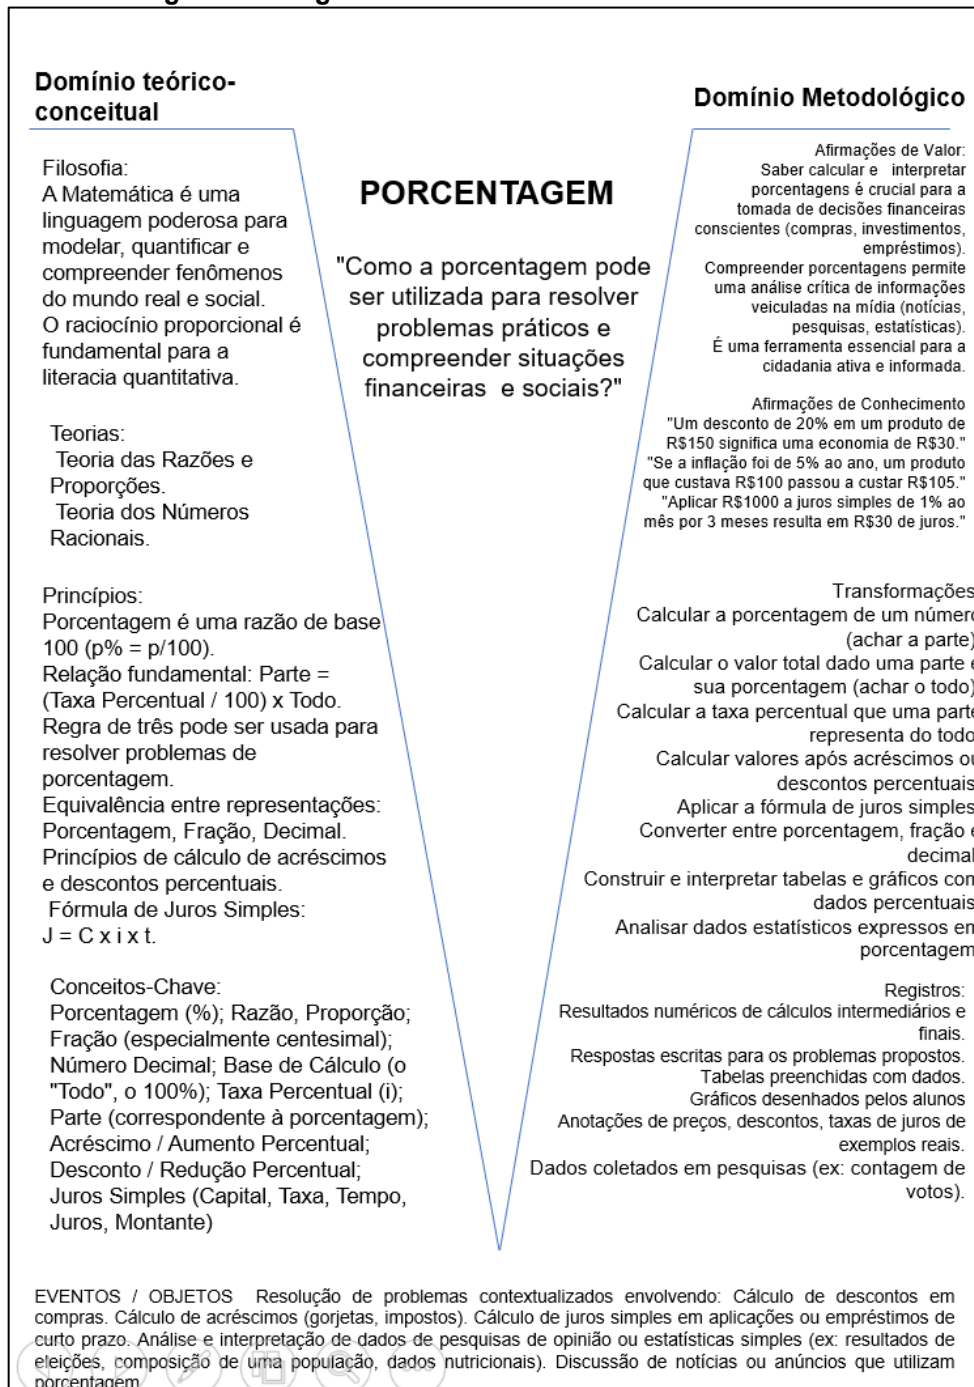 Domínio teórico-
conceitual
Filosofia:
A Matemática é uma
linguagem poderosa para
modelar, quantificar e
compreender fenômenos
do mundo real e social.
O raciocínio proporcional é
fundamental para a
literacia quantitativa.
Teorias:
Teoria das Razões e
Proporções.
Teoria dos Números
Racionais.
Princípios:
Porcentagem é uma razão de base
100 (p% = p/100).
Relação fundamental: Parte =
(Taxa Percentual / 100) x Todo.
Regra de três pode ser usada para
resolver problemas de
porcentagem.
Equivalência entre representações:
Porcentagem, Fração, Decimal.
Princípios de cálculo de acréscimos
e descontos percentuais.
Fórmula de Juros Simples:
J = C x i x t.
Conceitos-Chave:
Porcentagem (%); Razão, Proporção;
Fração (especialmente centesimal);
Número Decimal; Base de Cálculo (o
"Todo", o 100%); Taxa Percentual (i);
Parte (correspondente à porcentagem);
Acréscimo / Aumento Percentual;
Desconto / Redução Percentual;
Juros Simples (Capital, Taxa, Tempo,
Juros, Montante)
PORCENTAGEM
"Como a porcentagem pode
ser utilizada para resolver
problemas práticos e
compreender situações
financeiras e sociais?"
Domínio Metodológico
Afirmações de Valor:
Saber calcular e interpretar
porcentagens é crucial para a
tomada de decisões financeiras
conscientes (compras, investimentos,
empréstimos).
Compreender porcentagens permite
uma análise crítica de informações
veiculadas na mídia (notícias,
pesquisas, estatísticas).
É uma ferramenta essencial para a
cidadania ativa e informada.
Afirmações de Conhecimento
"Um desconto de 20% em um produto de
R$150 significa uma economia de R$30."
"Se a inflação foi de 5% ao ano, um produto
que custava R$100 passou a custar R$105."
"Aplicar R$1000 a juros simples de 1% ao
mês por 3 meses resulta em R$30 de juros."
Transformações
Calcular a porcentagem de um número
(achar a parte)
Calcular o valor total dado uma parte e
sua porcentagem (achar o todo)
Calcular a taxa percentual que uma parte
representa do todo
Calcular valores após acréscimos ou
descontos percentuais
Aplicar a fórmula de juros simples
Converter entre porcentagem, fração e
decimal
Construir e interpretar tabelas e gráficos com
dados percentuais
Analisar dados estatísticos expressos em
porcentagem
Registros:
Resultados numéricos de cálculos intermediários e
finais.
Respostas escritas para os problemas propostos.
Tabelas preenchidas com dados.
Gráficos desenhados pelos alunos
Anotações de preços, descontos, taxas de juros de
exemplos reais.
Dados coletados em pesquisas (ex: contagem de
votos).
EVENTOS / OBJETOS Resolução de problemas contextualizados envolvendo: Cálculo de descontos em
compras. Cálculo de acréscimos (gorjetas, impostos). Cálculo de juros simples em aplicações ou empréstimos de
curto prazo. Análise e interpretação de dados de pesquisas de opinião ou estatísticas simples (ex: resultados de
eleições, composição de uma população, dados nutricionais). Discussão de notícias ou anúncios que utilizam
porcentagem